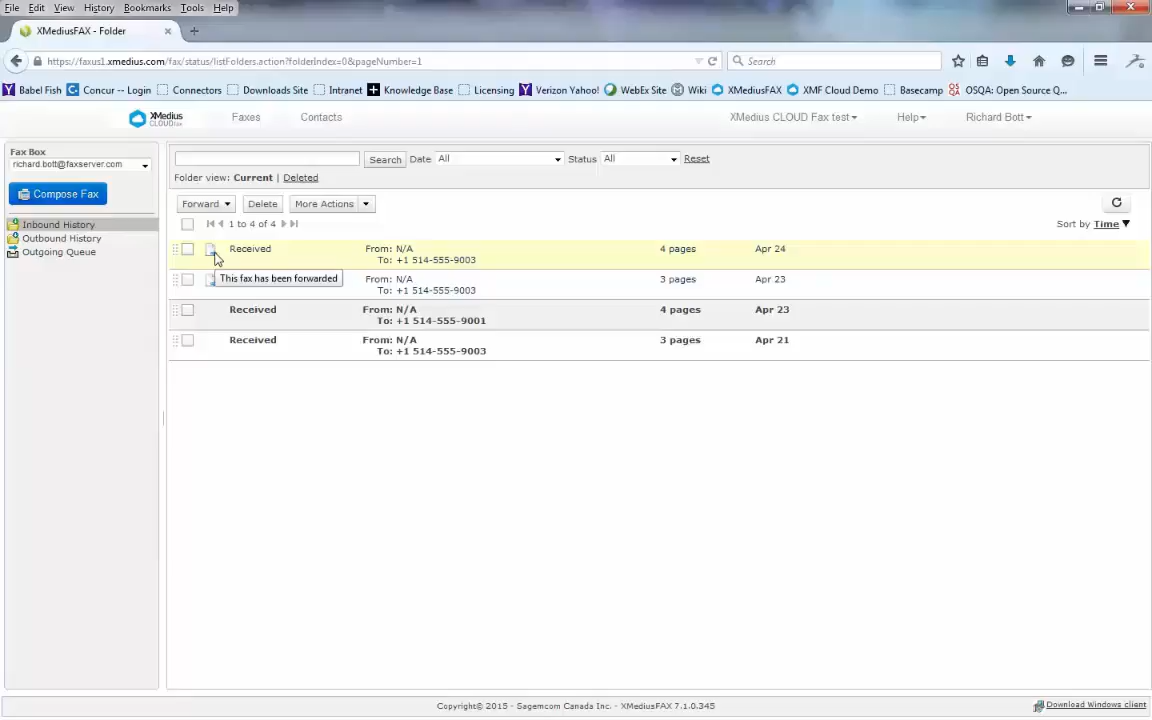 File Edit View History Bookmarks Tools Help
XMediusFAX - Folder
https://faxus1.xmedius.com/fax/status/listFolders.action?folderIndex=0&pageNumber=1
Search
Babel Fish Concur -- Login Connectors Downloads Site Intranet Knowledge Base Licensing Verizon Yahoo! WebEx Site Wiki XMediusFAX XMF Cloud Demo Basecamp OSQA: Open Source Q...
XMedius
CLOUD
Faxes Contacts XMedius CLOUD Fax test Help Richard Bott
Fax Box
richard.bott@faxserver.com
Compose Fax
Inbound History
Outbound History
Outgoing Queue
Search Date All Status All Reset
Folder view: Current | Deleted
Forward Delete More Actions
1 to 4 of 4 Sort by Time
Received From: N/A 4 pages Apr 24
To: +1 514-555-9003
This fax has been forwarded From: N/A 3 pages Apr 23
To: +1 514-555-9003
Received From: N/A 4 pages Apr 23
To: +1 514-555-9001
Received From: N/A 3 pages Apr 21
To: +1 514-555-9003
Copyright© 2015 - Sagemcom Canada Inc. - XMediusFAX 7.1.0.345
Download Windows client